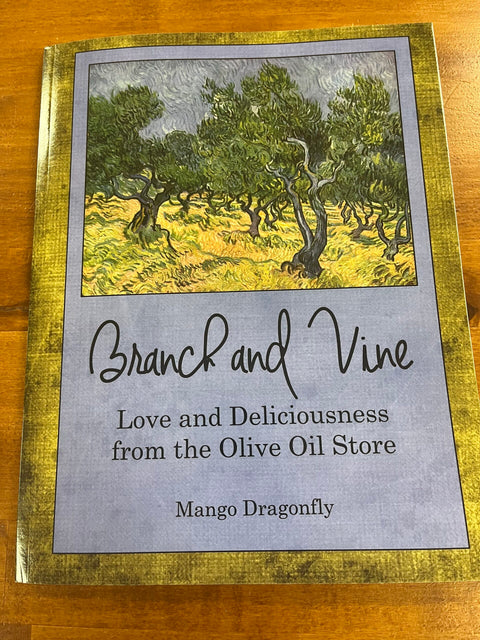 Branch and Vine
Love and Deliciousness
from the Olive Oil Store
Mango Dragonfly